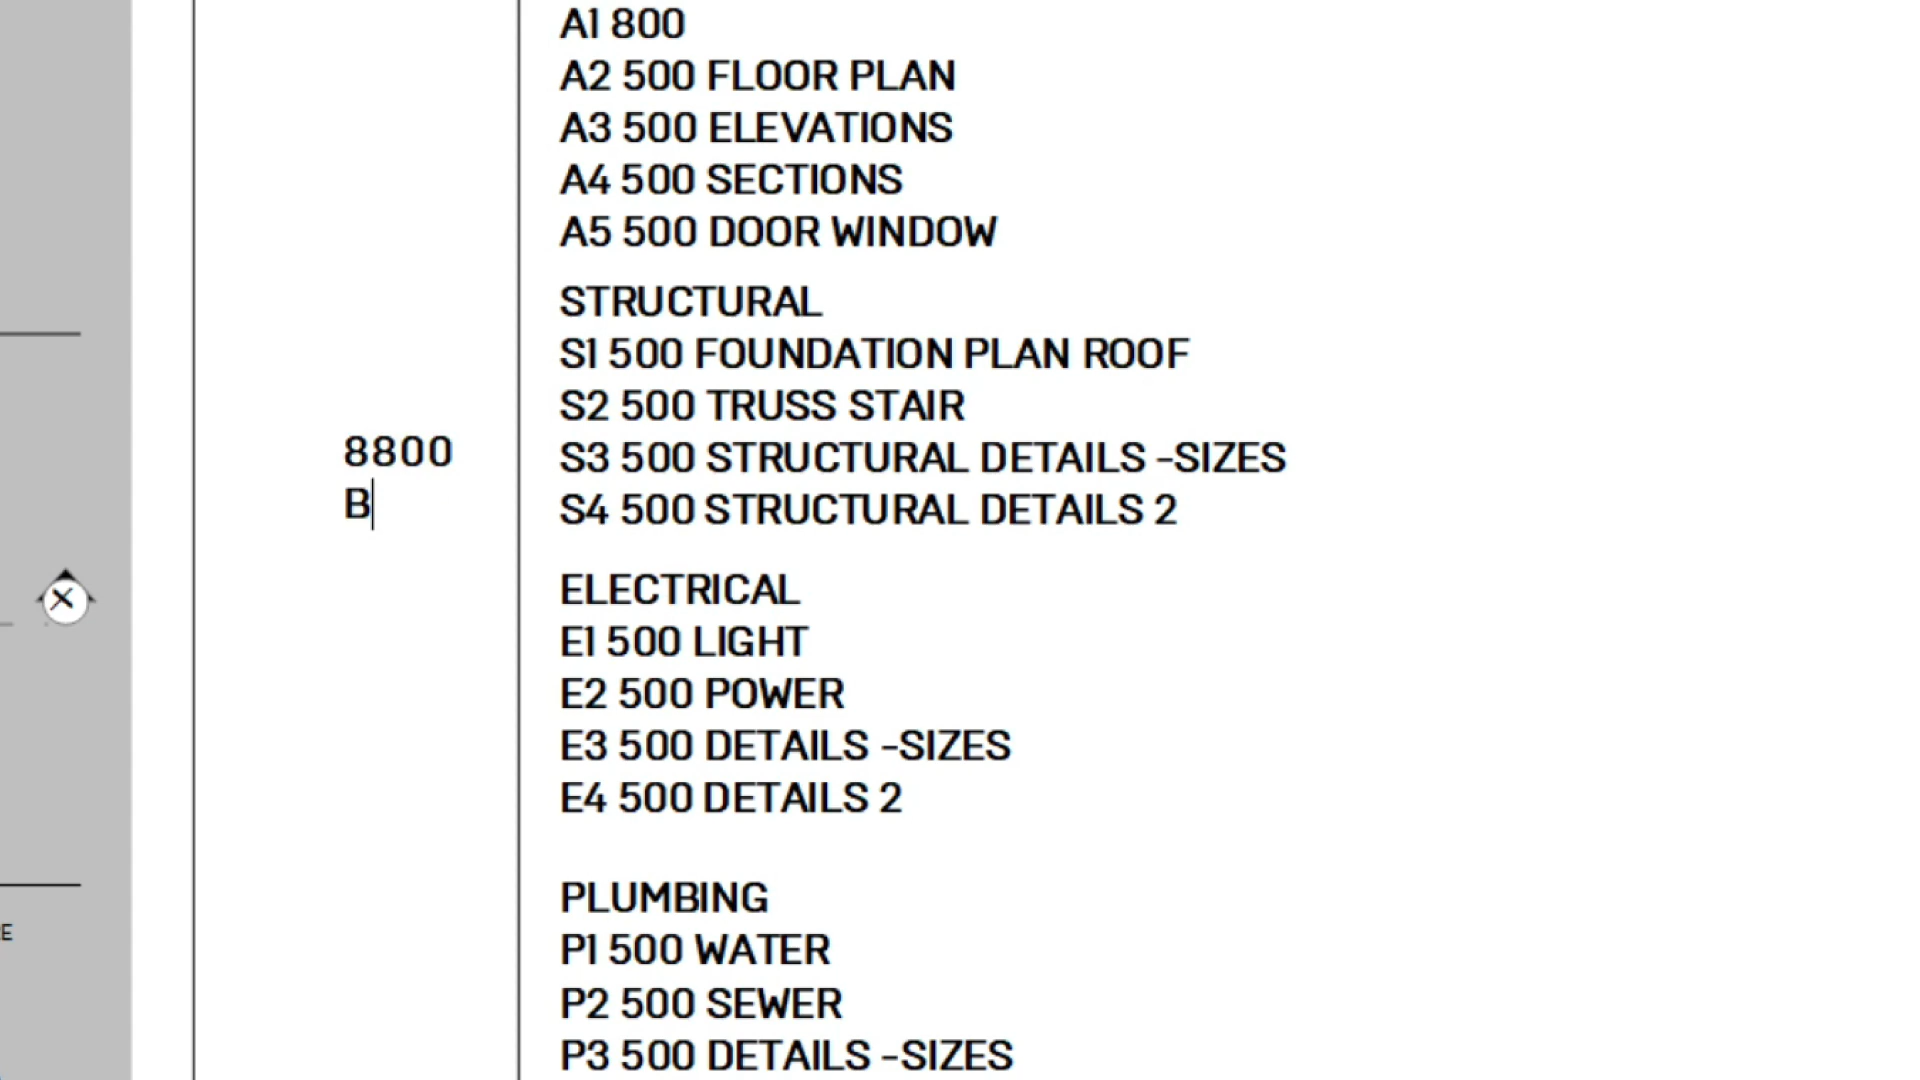 A1 800
A2 500 FLOOR PLAN
A3 500 ELEVATIONS
A4 500 SECTIONS
A5 500 DOOR WINDOW
STRUCTURAL
S1 500 FOUNDATION PLAN ROOF
S2 500 TRUSS STAIR
S3 500 STRUCTURAL DETAILS -SIZES
S4 500 STRUCTURAL DETAILS 2
8800
B
ELECTRICAL
E1 500 LIGHT
E2 500 POWER
E3 500 DETAILS -SIZES
E4 500 DETAILS 2
PLUMBING
P1 500 WATER
P2 500 SEWER
P3 500 DETAILS -SIZES